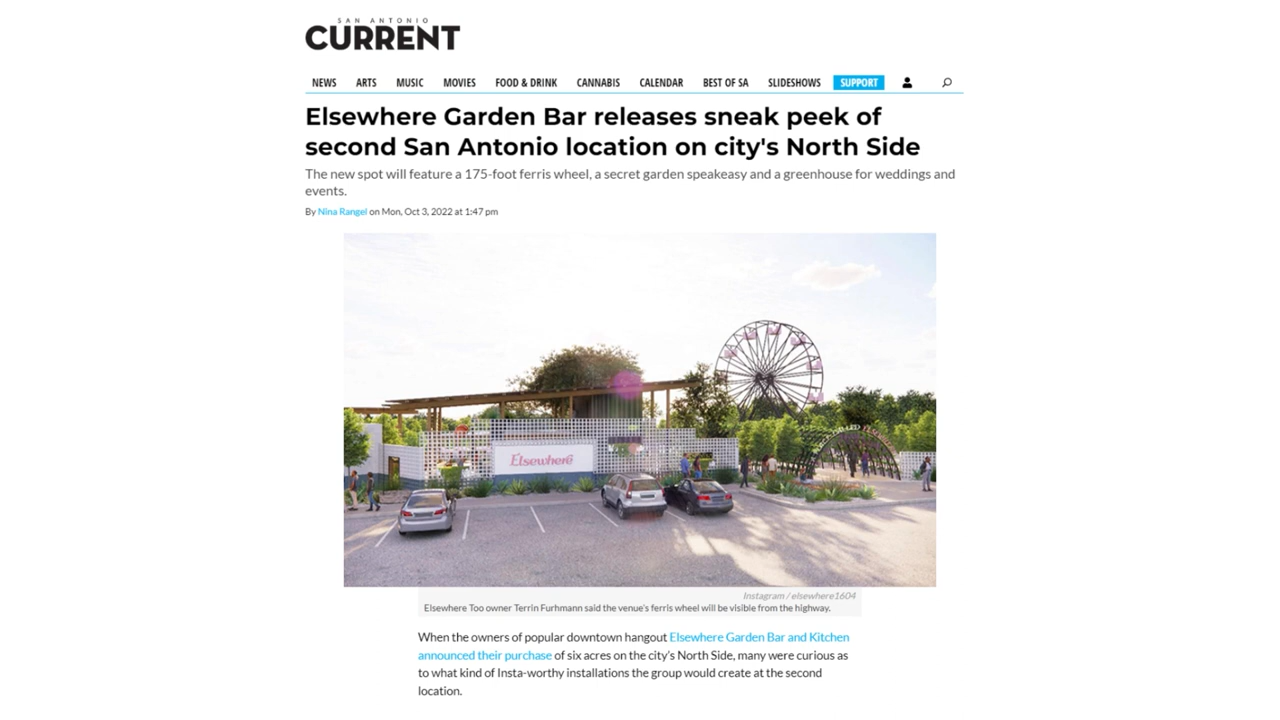 SAN ANTONIO
CURRENT
NEWS ARTS MUSIC MOVIES FOOD & DRINK CANNABIS CALENDAR BEST OF SA SLIDESHOWS SUPPORT
Elsewhere Garden Bar releases sneak peek of
second San Antonio location on city's North Side
The new spot will feature a 175-foot ferris wheel, a secret garden speakeasy and a greenhouse for weddings and
events.
By Nina Rangel on Mon, Oct 3, 2022 at 1:47 pm
Elsewhere
Instagram / elsewhere1604
Elsewhere Too owner Terrin Furhmann said the venue's ferris wheel will be visible from the highway.
When the owners of popular downtown hangout Elsewhere Garden Bar and Kitchen
announced their purchase of six acres on the city's North Side, many were curious as
to what kind of Insta-worthy installations the group would create at the second
location.